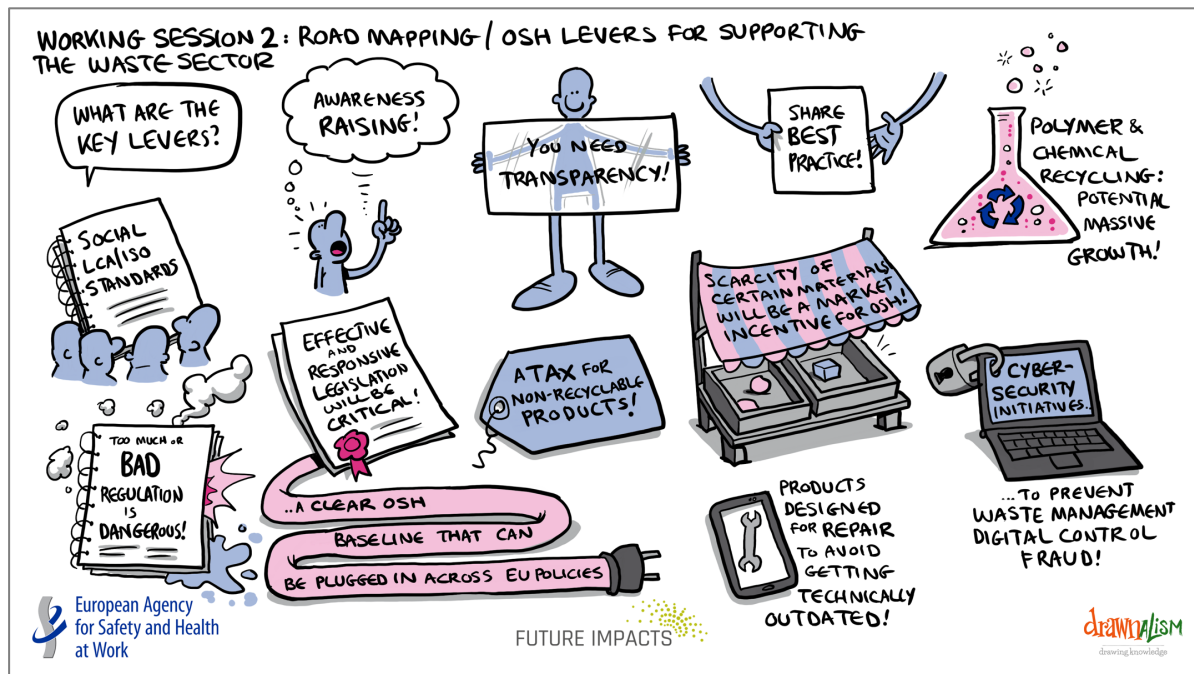 WORKING SESSION 2: ROAD MAPPING / OSH LEVERS FOR SUPPORTING
THE WASTE SECTOR
WHAT ARE THE
KEY LEVERS?
AWARENESS
RAISING!
YOU NEED
TRANSPARENCY!
SHARE
BEST
PRACTICE!
POLYMER &
CHEMICAL
RECYCLING:
POTENTIAL
MASSIVE
GROWTH!
SOCIAL
LCA/ISO
STANDARDS
EFFECTIVE
AND
RESPONSIVE
LEGISLATION
WILL BE
CRITICAL!
..A CLEAR OSH
BASELINE THAT CAN
BE PLUGGED IN ACROSS EU POLICIES
A TAX FOR
NON-RECYCLABLE
PRODUCTS!
SCARCITY OF
CERTAIN MATERIALS
WILL BE A MARKET
INCENTIVE FOR OSH!
CYBER-
SECURITY
INITIATIVES..
...TO PREVENT
WASTE MANAGEMENT
DIGITAL CONTROL
FRAUD!
TOO MUCH OR
BAD
REGULATION
IS
DANGEROUS!
PRODUCTS
DESIGNED
FOR REPAIR
TO AVOID
GETTING
TECHNICALLY
OUTDATED!
European Agency
for Safety and Health
at Work
FUTURE IMPACTS
drawnalism
drawing.knowledge